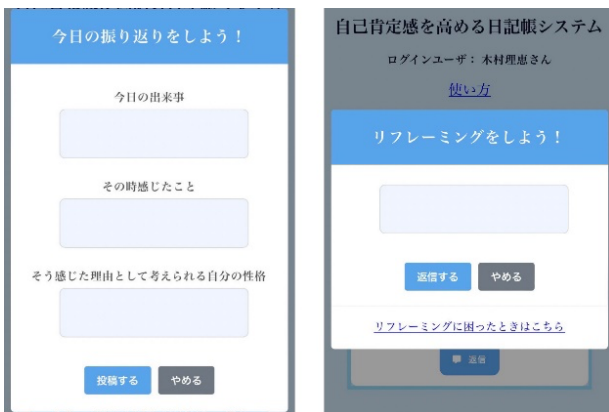 今日の振り返りをしよう!
今日の出来事
その時感じたこと
そう感じた理由として考えられる自分の性格
投稿する
やめる
自己肯定感を高める日記帳システム
ログインユーザ: 木村理恵さん
使い方
リフレーミングをしよう!
返信する
やめる
リフレーミングに困ったときはこちら
返信